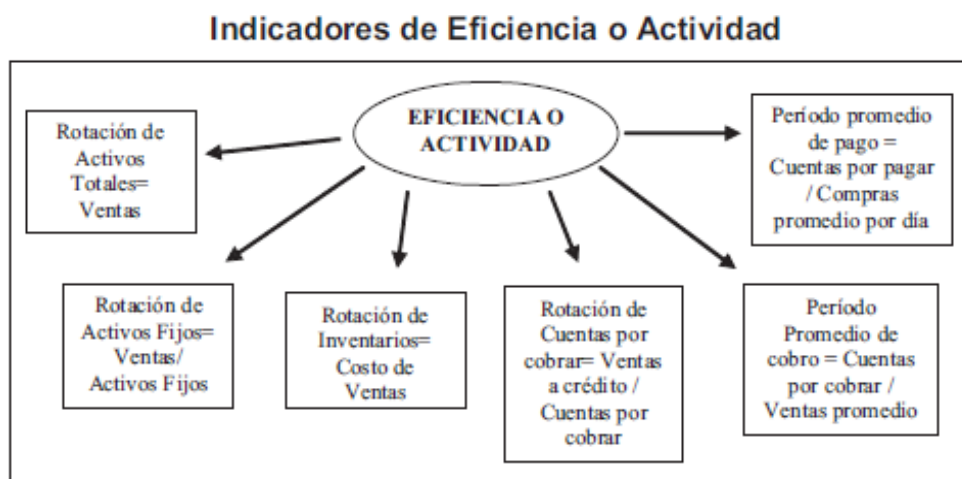 Indicadores de Eficiencia o Actividad
EFICIENCIA O
ACTIVIDAD
Rotación de
Activos
Totales=
Ventas
Período promedio
de pago =
Cuentas por pagar
/ Compras
promedio por día
Rotación de
Activos Fijos=
Ventas/
Activos Fijos
Rotación de
Inventarios=
Costo de
Ventas
Rotación de
Cuentas por
cobrar= Ventas
a crédito /
Cuentas por
cobrar
Período
Promedio de
cobro = Cuentas
por cobrar /
Ventas promedio